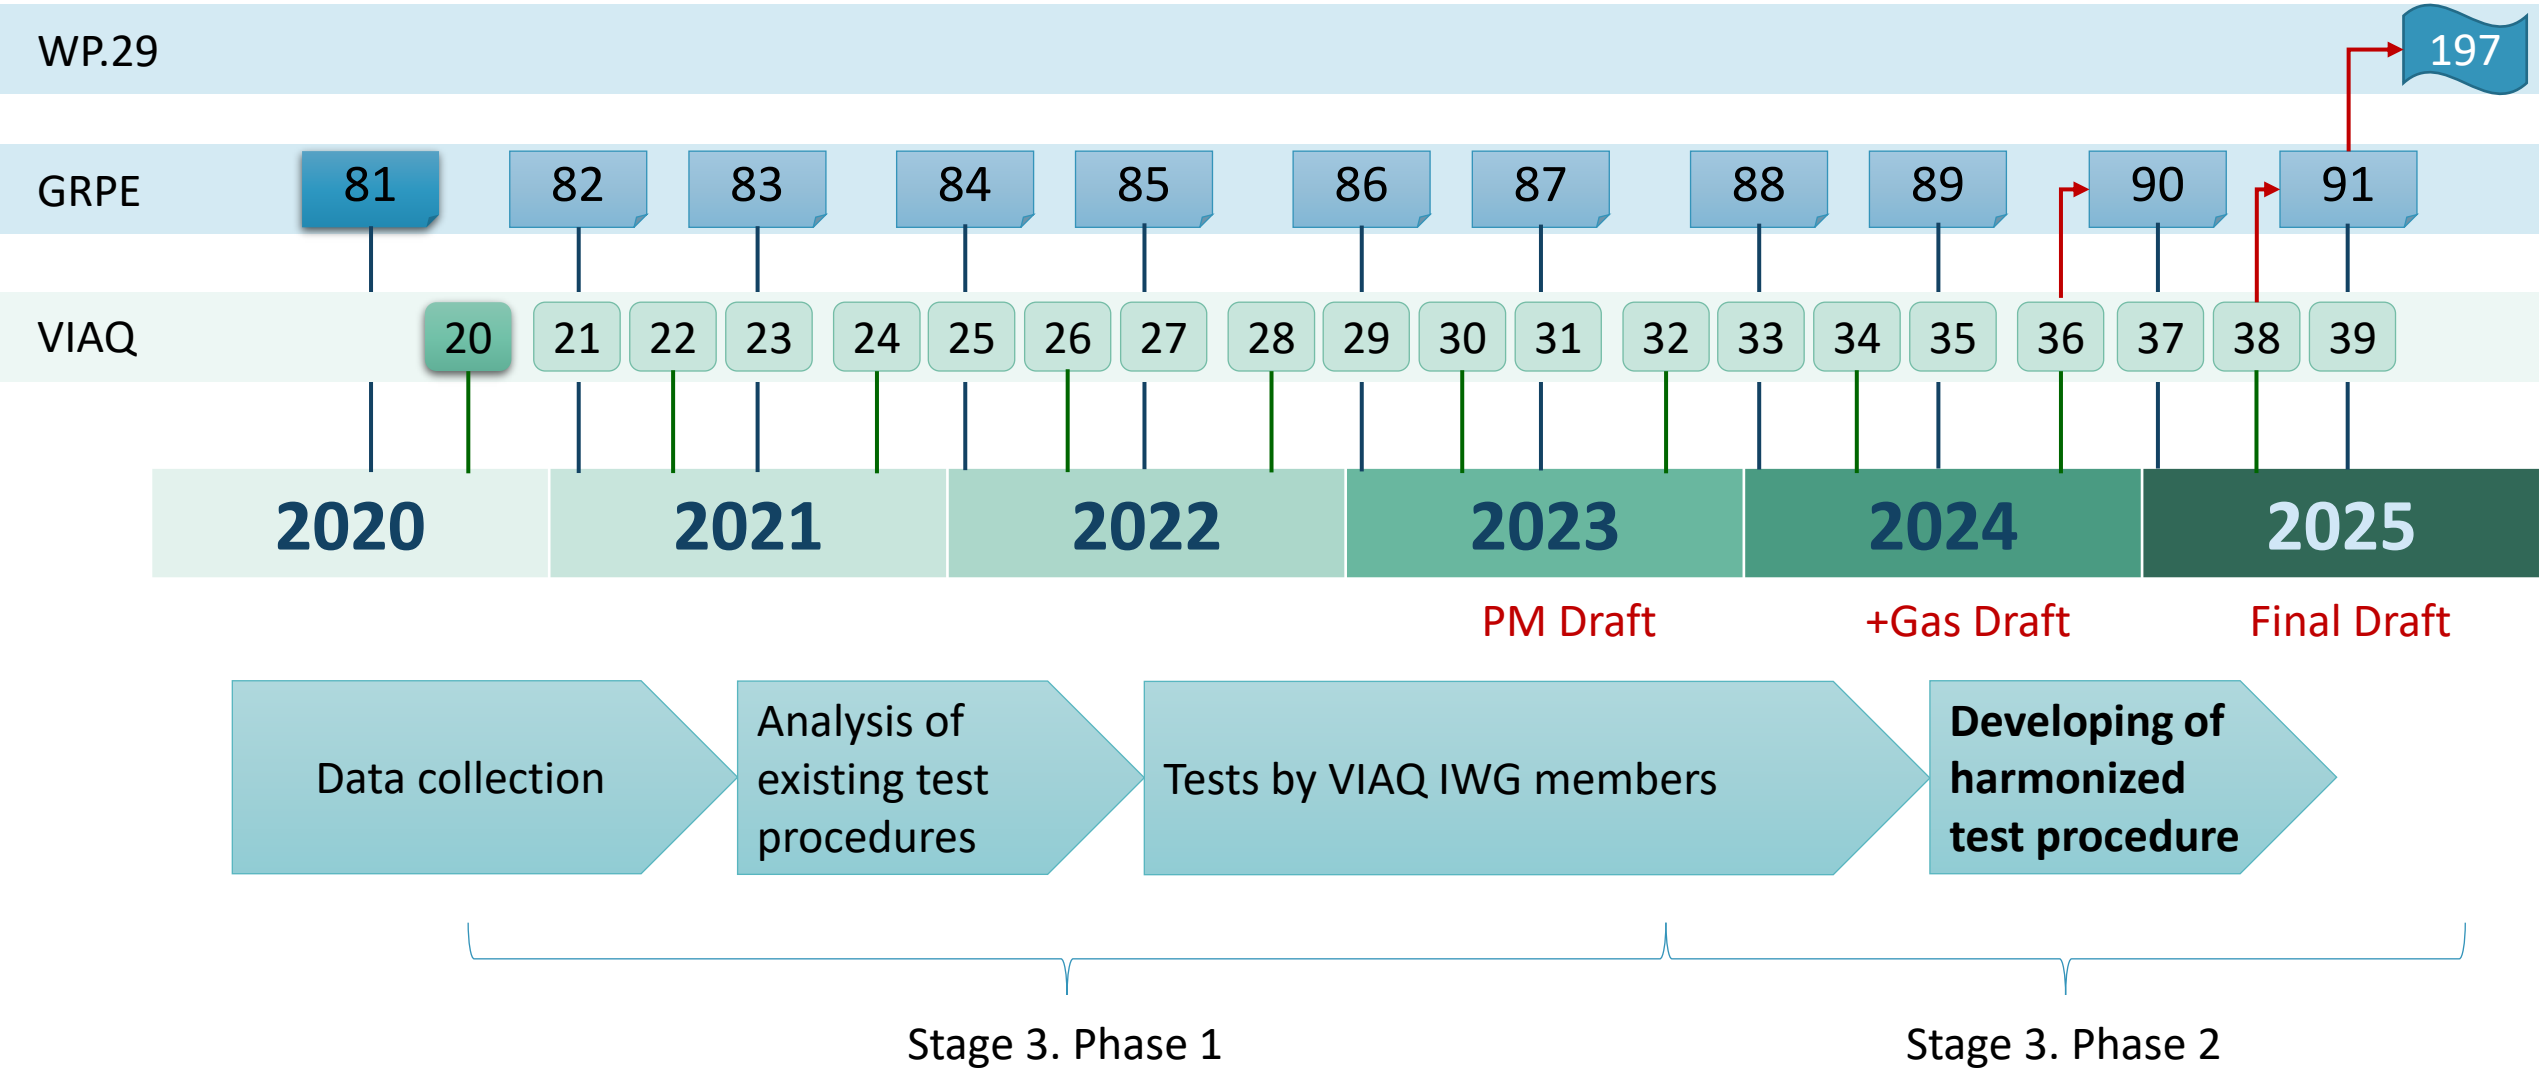 WP.29
197
GRPE
81 82 83 84 85 86 87 88 89 90 91
VIAQ
20 21 22 23 24 25 26 27 28 29 30 31 32 33 34 35 36 37 38 39
2020 2021 2022 2023 2024 2025
PM Draft
+Gas Draft
Final Draft
Data collection
Analysis of
existing test
procedures
Tests by VIAQ IWG members
Developing of
harmonized
test procedure
Stage 3. Phase 1
Stage 3. Phase 2